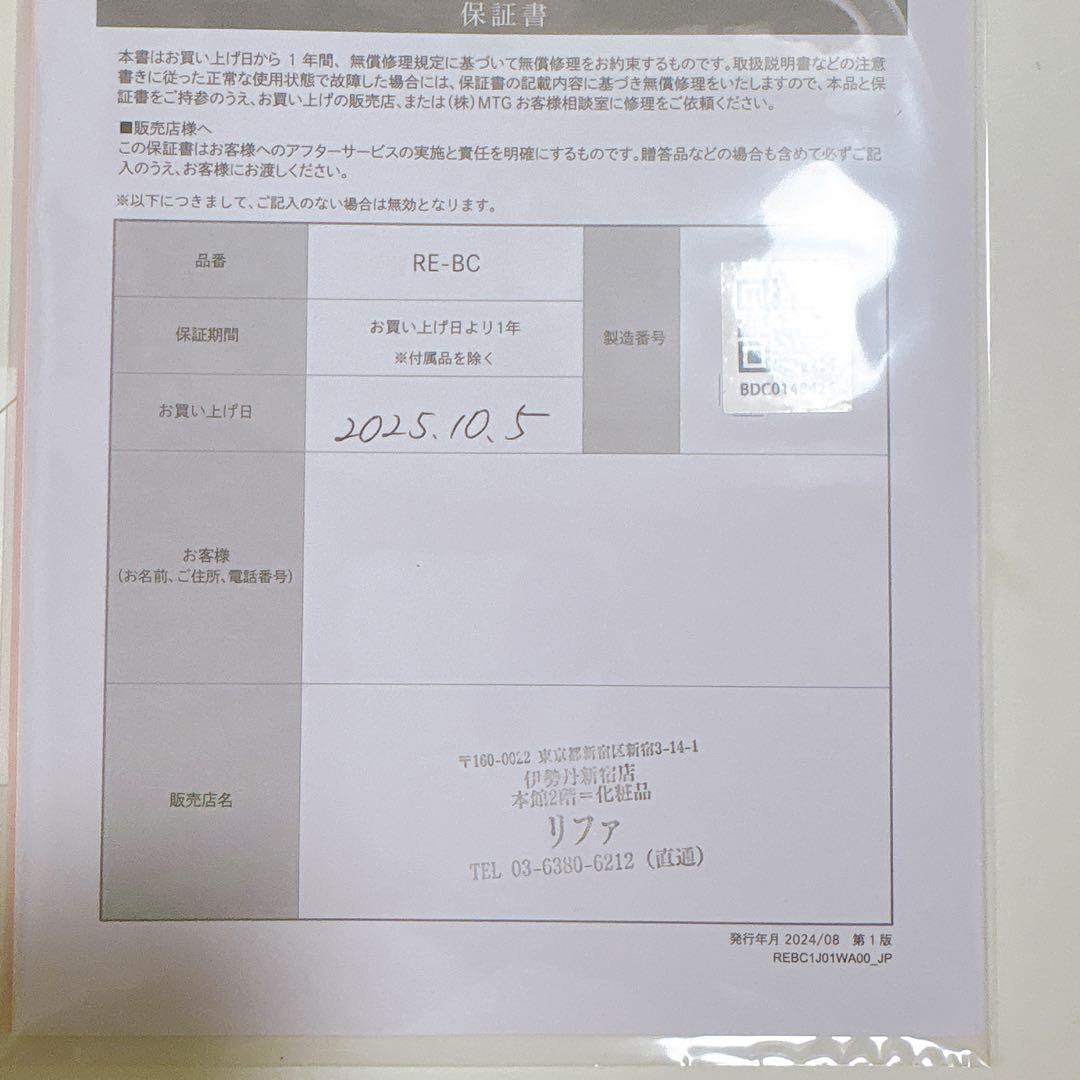 保証書
本書はお買い上げ日から 1 年間、無償修理規定に基づいて無償修理をお約束するものです。取扱説明書などの注意
書きに従った正常な使用状態で故障した場合には、保証書の記載内容に基づき無償修理をいたしますので、本品と保
証書をご持参のうえ、お買い上げの販売店、または(株)MTG お客様相談室に修理をご依頼ください。
■販売店様へ
この保証書はお客様へのアフターサービスの実施と責任を明確にするものです。贈答品などの場合も含めて必ずご記
入のうえ、お客様にお渡しください。
※以下につきまして、ご記入のない場合は無効となります。
品番
RE-BC
保証期間
お買い上げ日より1年
※付属品を除く
お買い上げ日
2025.10.5
製造番号
お客様
(お名前、ご住所、電話番号)
販売店名
〒160-0022 東京都新宿区新宿3-14-1
伊勢丹新宿店
本館2階=化粧品
リファ
TEL 03-6380-6212 (直通)
発行年月 2024/08 第1版
REBC1J01WA00_JP